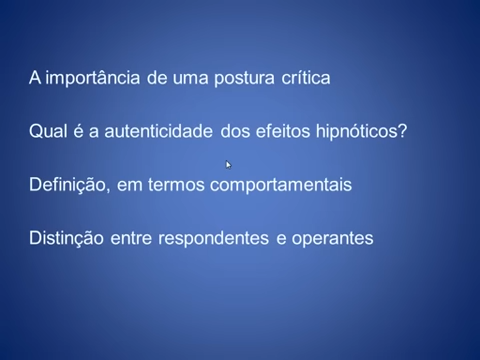 A importância de uma postura crítica
Qual é a autenticidade dos efeitos hipnóticos?
Definição, em termos comportamentais
Distinção entre respondentes e operantes